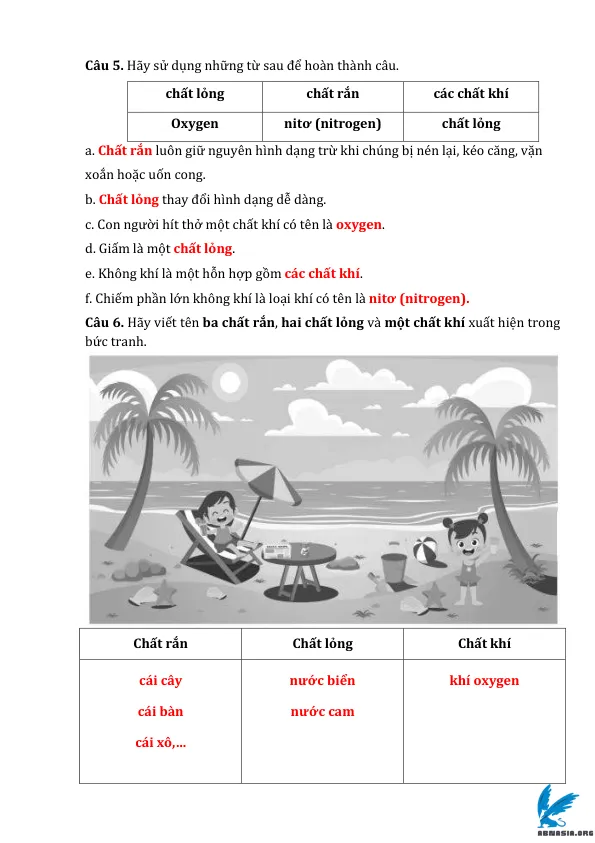 Câu 5. Hãy sử dụng những từ sau để hoàn thành câu.
chất lỏng chất rắn các chất khí
Oxygen nitơ (nitrogen) chất lỏng
a. Chất rắn luôn giữ nguyên hình dạng trừ khi chúng bị nén lại, kéo căng, vặn
xoắn hoặc uốn cong.
b. Chất lỏng thay đổi hình dạng dễ dàng.
c. Con người hít thở một chất khí có tên là oxygen.
d. Giấm là một chất lỏng.
e. Không khí là một hỗn hợp gồm các chất khí.
f. Chiếm phần lớn không khí là loại khí có tên là nitơ (nitrogen).
Câu 6. Hãy viết tên ba chất rắn, hai chất lỏng và một chất khí xuất hiện trong
bức tranh.
Chất rắn Chất lỏng Chất khí
cái cây nước biển khí oxygen
cái bàn nước cam
cái xô,...
ABNASIA.ORG